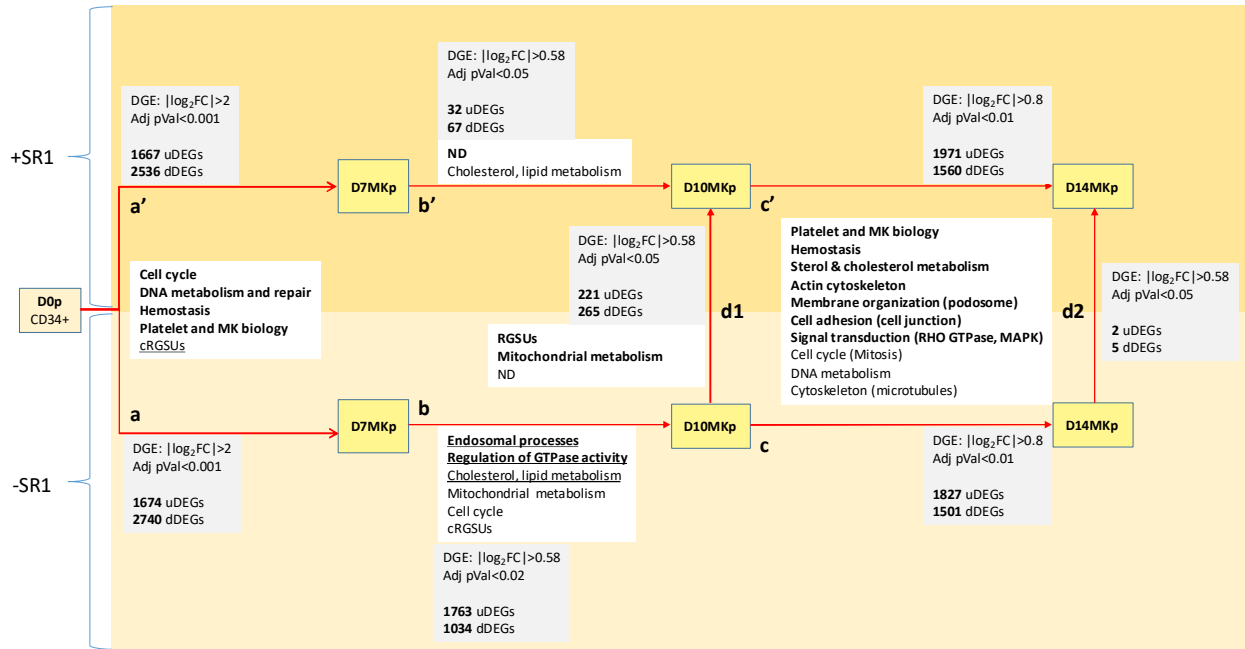 +SR1
-SR1
D0p
CD34+
DGE: |log₂FC|>2
Adj pVal<0.001
1667 uDEGs
2536 dDEGs
a’
D7MKp
DGE: |log₂FC|>0.58
Adj pVal<0.05
32 uDEGs
67 dDEGs
ND
Cholesterol, lipid metabolism
b’
D10MKp
c’
DGE: |log₂FC|>0.8
Adj pVal<0.01
1971 uDEGs
1560 dDEGs
D14MKp
Cell cycle
DNA metabolism and repair
Hemostasis
Platelet and MK biology
cRGSUs
DGE: |log₂FC|>0.58
Adj pVal<0.05
221 uDEGs
265 dDEGs
d1
RGSUs
Mitochondrial metabolism
ND
Platelet and MK biology
Hemostasis
Sterol & cholesterol metabolism
Actin cytoskeleton
Membrane organization (podosome)
Cell adhesion (cell junction)
Signal transduction (RHO GTPase, MAPK)
Cell cycle (Mitosis)
DNA metabolism
Cytoskeleton (microtubules)
d2
DGE: |log₂FC|>0.58
Adj pVal<0.05
2 uDEGs
5 dDEGs
a
D7MKp
b
D10MKp
c
D14MKp
DGE: |log₂FC|>2
Adj pVal<0.001
1674 uDEGs
2740 dDEGs
Endosomal processes
Regulation of GTPase activity
Cholesterol, lipid metabolism
Mitochondrial metabolism
Cell cycle
cRGSUs
DGE: |log₂FC|>0.58
Adj pVal<0.02
1763 uDEGs
1034 dDEGs
DGE: |log₂FC|>0.8
Adj pVal<0.01
1827 uDEGs
1501 dDEGs